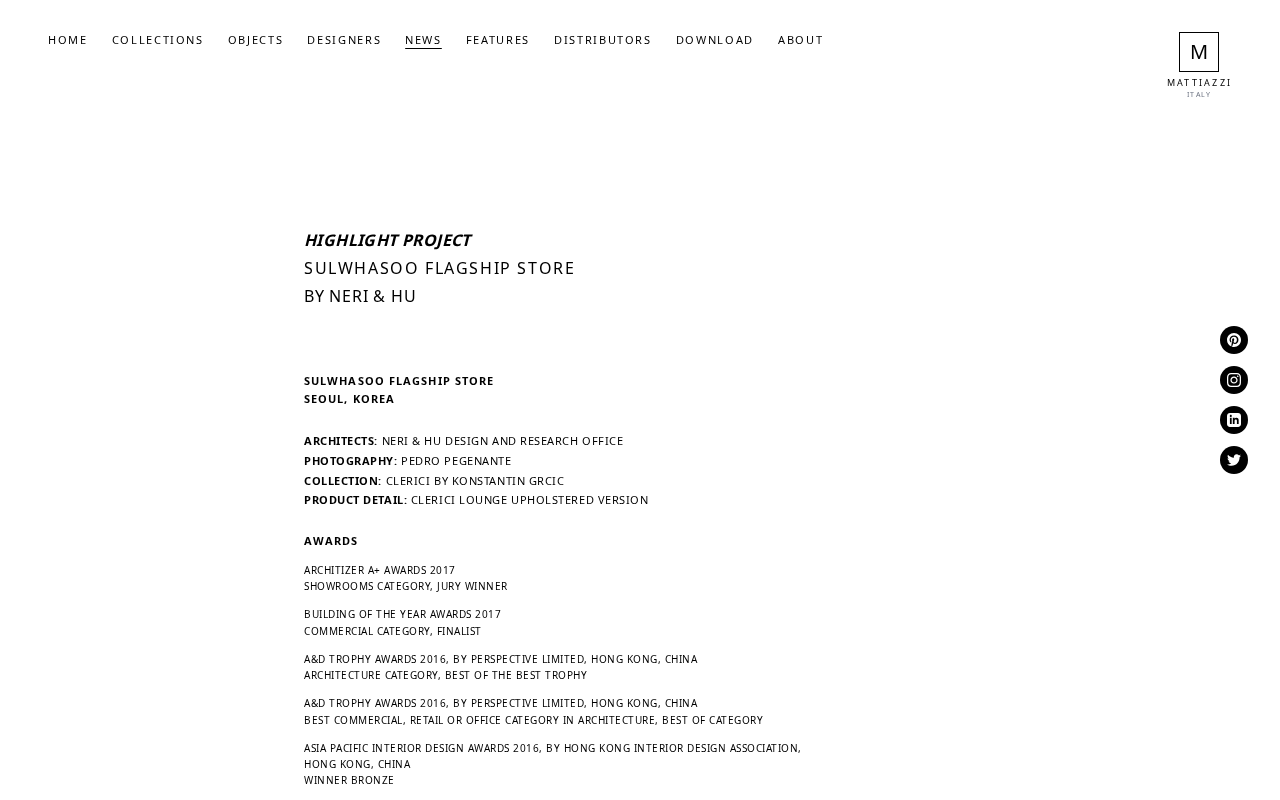 HOME COLLECTIONS OBJECTS DESIGNERS NEWS FEATURES DISTRIBUTORS DOWNLOAD ABOUT
M
MATTIAZZI
ITALY
HIGHLIGHT PROJECT
SULWHASOO FLAGSHIP STORE
BY NERI & HU
SULWHASOO FLAGSHIP STORE
SEOUL, KOREA
ARCHITECTS: NERI & HU DESIGN AND RESEARCH OFFICE
PHOTOGRAPHY: PEDRO PEGENANTE
COLLECTION: CLERICI BY KONSTANTIN GRCIC
PRODUCT DETAIL: CLERICI LOUNGE UPHOLSTERED VERSION
AWARDS
ARCHITIZER A+ AWARDS 2017
SHOWROOMS CATEGORY, JURY WINNER
BUILDING OF THE YEAR AWARDS 2017
COMMERCIAL CATEGORY, FINALIST
A&D TROPHY AWARDS 2016, BY PERSPECTIVE LIMITED, HONG KONG, CHINA
ARCHITECTURE CATEGORY, BEST OF THE BEST TROPHY
A&D TROPHY AWARDS 2016, BY PERSPECTIVE LIMITED, HONG KONG, CHINA
BEST COMMERCIAL, RETAIL OR OFFICE CATEGORY IN ARCHITECTURE, BEST OF CATEGORY
ASIA PACIFIC INTERIOR DESIGN AWARDS 2016, BY HONG KONG INTERIOR DESIGN ASSOCIATION,
HONG KONG, CHINA
WINNER BRONZE